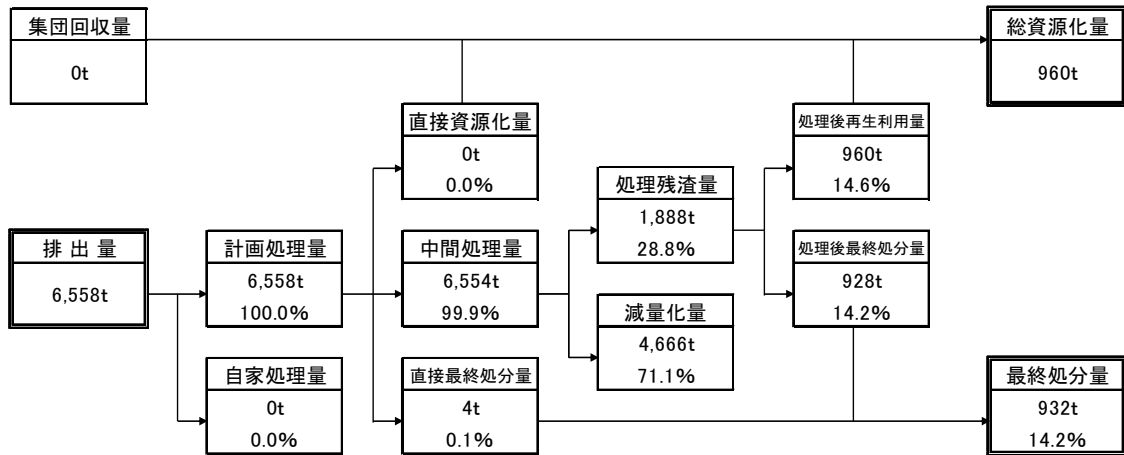 集団回収量
0t
総資源化量
960t
直接資源化量
0t
0.0%
処理後再生利用量
960t
14.6%
処理残渣量
1,888t
28.8%
排 出 量
6,558t
計画処理量
6,558t
100.0%
中間処理量
6,554t
99.9%
処理後最終処分量
928t
14.2%
減量化量
4,666t
71.1%
自家処理量
0t
0.0%
直接最終処分量
4t
0.1%
最終処分量
932t
14.2%